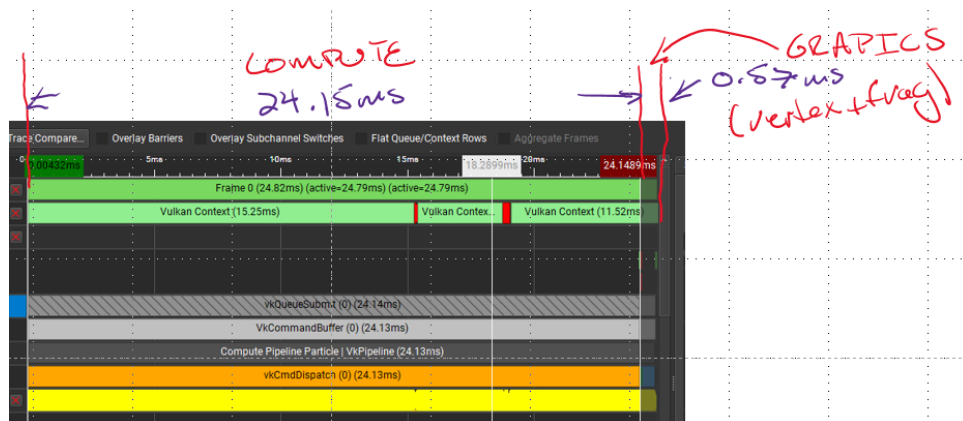 COMPUTE
24.15ms
GRAPICS
0.57ms
(vertex+frag)
Trace Compare... Overlay Barriers Overlay Subchannel Switches Flat Queue/Context Rows Aggregate Frames
5ms 10ms 15ms 20ms
0.00432ms 18.2899ms 24.1489ms
Frame 0 (24.82ms) (active=24.79ms) (active=24.79ms)
Vulkan Context (15.25ms) Vulkan Contex... Vulkan Context (11.52ms)
vkQueueSubmit (0) (24.14ms)
VkCommandBuffer (0) (24.13ms)
Compute Pipeline Particle | VkPipeline (24.13ms)
vkCmdDispatch (0) (24.13ms)